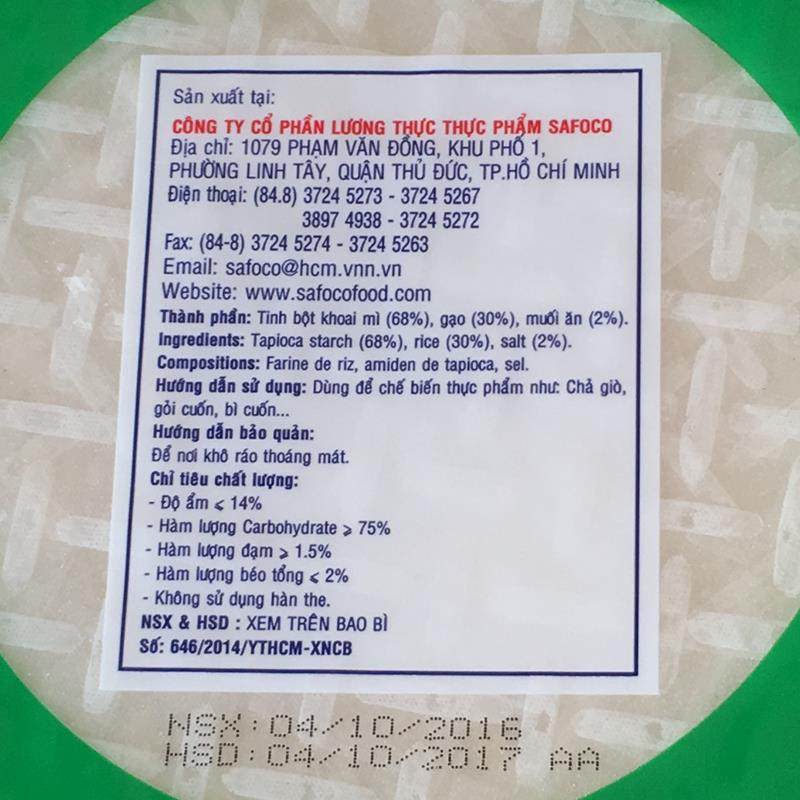 Sản xuất tại:
CÔNG TY CỔ PHẦN LƯƠNG THỰC THỰC PHẨM SAFOCO
Địa chỉ: 1079 PHẠM VĂN ĐỒNG, KHU PHỐ 1,
PHƯỜNG LINH TÂY, QUẬN THỦ ĐỨC, TP.HỒ CHÍ MINH
Điện thoại: (84.8) 3724 5273 - 3724 5267
3897 4938 - 3724 5272
Fax: (84-8) 3724 5274 - 3724 5263
Email: safoco@hcm.vnn.vn
Website: www.safocofood.com
Thành phần: Tinh bột khoai mì (68%), gạo (30%), muối ăn (2%).
Ingredients: Tapioca starch (68%), rice (30%), salt (2%).
Compositions: Farine de riz, amiden de tapioca, sel.
Hướng dẫn sử dụng: Dùng để chế biến thực phẩm như: Chả giò,
gỏi cuốn, bì cuốn...
Hướng dẫn bảo quản:
Để nơi khô ráo thoáng mát.
Chỉ tiêu chất lượng:
- Độ ẩm ⩽ 14%
- Hàm lượng Carbohydrate ⩾ 75%
- Hàm lượng đạm ⩾ 1.5%
- Hàm lượng béo tổng ⩽ 2%
- Không sử dụng hàn the.
NSX & HSD : XEM TRÊN BAO BÌ
Số: 646/2014/YTHCM-XNCB
NSX:04/10/2016
HSD:04/10/2017 AA